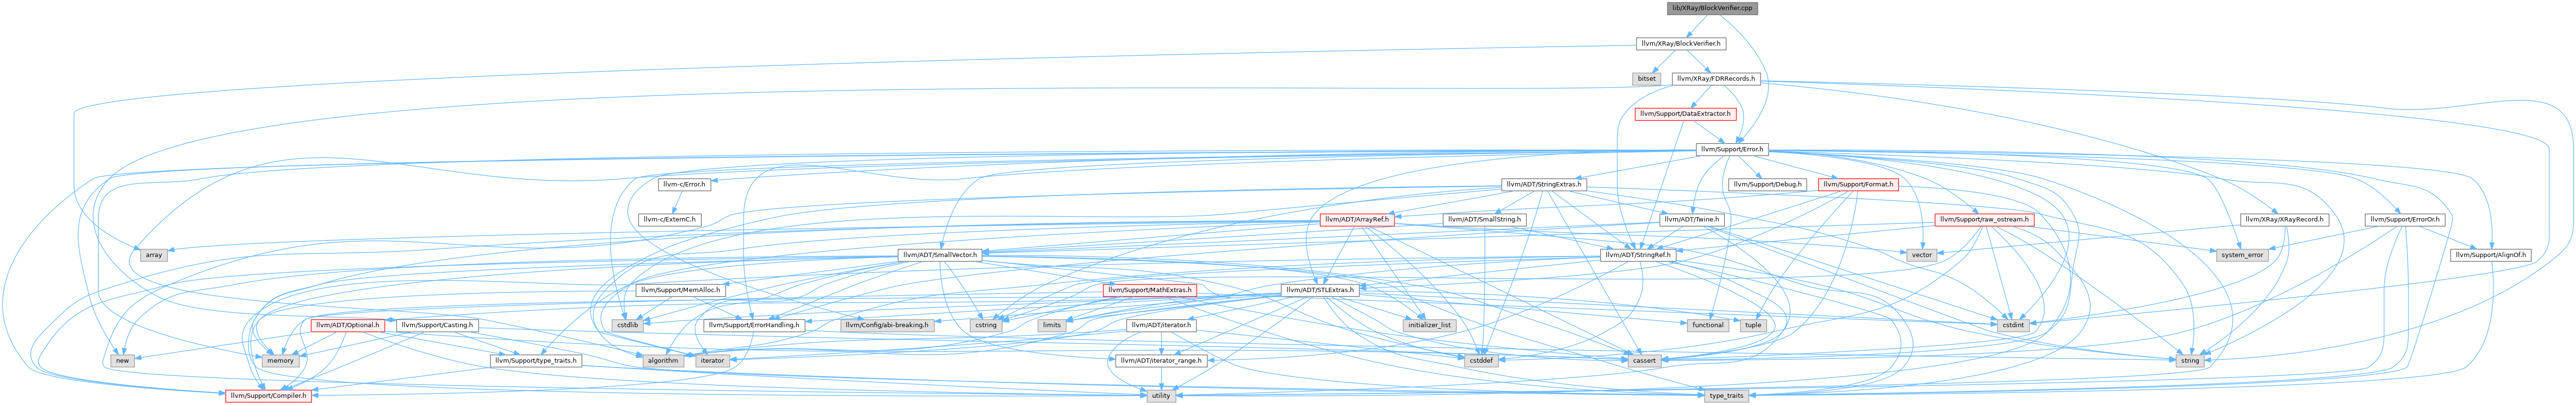 lib/XRay/BlockVerifier.cpp
llvm/XRay/BlockVerifier.h
bitset
llvm/XRay/FDRRecords.h
llvm/Support/DataExtractor.h
llvm/Support/Error.h
llvm-c/Error.h
llvm/ADT/StringExtras.h
llvm/Support/Debug.h
llvm/Support/Format.h
llvm-c/ExternC.h
llvm/ADT/ArrayRef.h
llvm/ADT/SmallString.h
llvm/ADT/Twine.h
llvm/Support/raw_ostream.h
llvm/XRay/XRayRecord.h
llvm/Support/ErrorOr.h
array
llvm/ADT/SmallVector.h
llvm/ADT/StringRef.h
vector
system_error
llvm/Support/AlignOf.h
llvm/Support/MemAlloc.h
llvm/Support/MathExtras.h
llvm/ADT/STLExtras.h
llvm/ADT/Optional.h
llvm/Support/Casting.h
cstdlib
llvm/Support/ErrorHandling.h
llvm/Config/abi-breaking.h
cstring
limits
llvm/ADT/iterator.h
initializer_list
functional
tuple
cstdint
new
memory
llvm/Support/type_traits.h
algorithm
iterator
llvm/ADT/iterator_range.h
cstddef
cassert
string
llvm/Support/Compiler.h
utility
type_traits